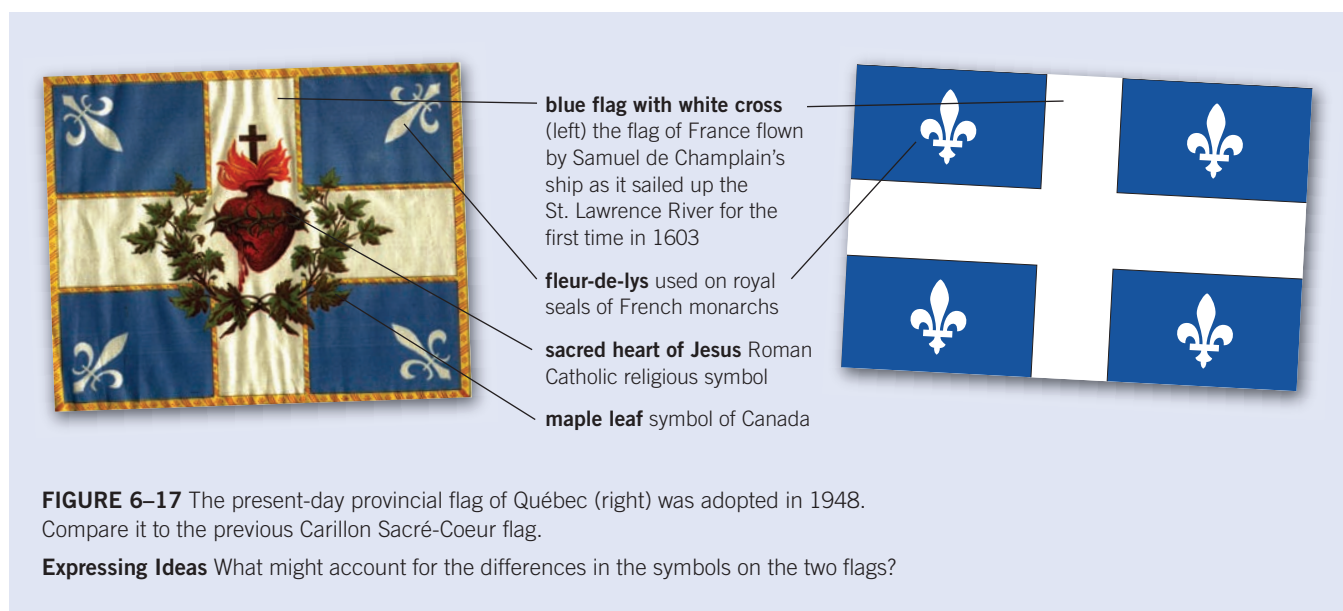 blue flag with white cross
(left) the flag of France flown
by Samuel de Champlain’s
ship as it sailed up the
St. Lawrence River for the
first time in 1603
fleur-de-lys used on royal
seals of French monarchs
sacred heart of Jesus Roman
Catholic religious symbol
maple leaf symbol of Canada
FIGURE 6–17 The present-day provincial flag of Québec (right) was adopted in 1948.
Compare it to the previous Carillon Sacré-Coeur flag.
Expressing Ideas What might account for the differences in the symbols on the two flags?